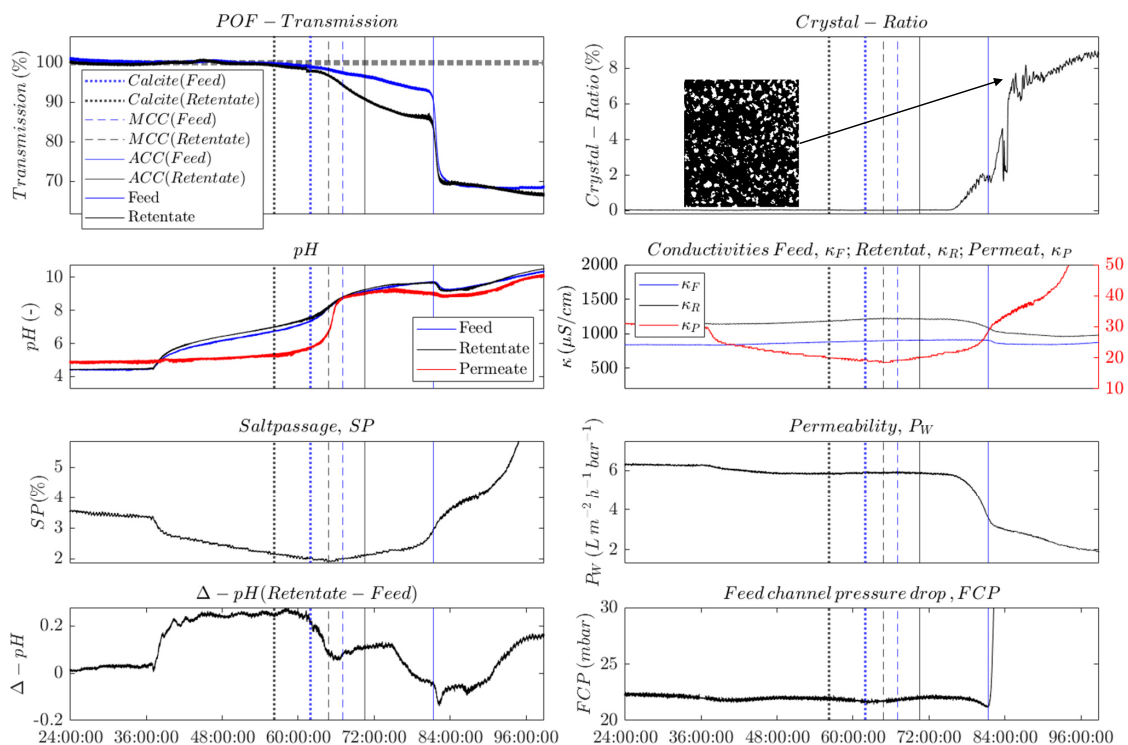 POF − Transmission
Transmission (%)
100
90
80
70
Calcite(Feed)
Calcite(Retentate)
MCC(Feed)
MCC(Retentate)
ACC(Feed)
ACC(Retentate)
Feed
Retentate
Crystal − Ratio
Crystal − Ratio (%)
8
6
4
2
0
pH
pH (-)
10
8
6
4
Feed
Retentate
Permeate
Conductivities Feed, κF; Retentat, κR; Permeat, κP
κ (μS/cm)
2000
1500
1000
500
κF
κR
κP
50
40
30
20
10
Saltpassage, SP
SP(%)
5
4
3
2
Permeability, PW
PW (L m−2 h−1 bar−1)
6
4
2
Δ − pH(Retentate − Feed)
Δ − pH
0.2
0
-0.2
24:00:00 36:00:00 48:00:00 60:00:00 72:00:00 84:00:00 96:00:00
Feed channel pressure drop, FCP
FCP (mbar)
30
25
20
24:00:00 36:00:00 48:00:00 60:00:00 72:00:00 84:00:00 96:00:00